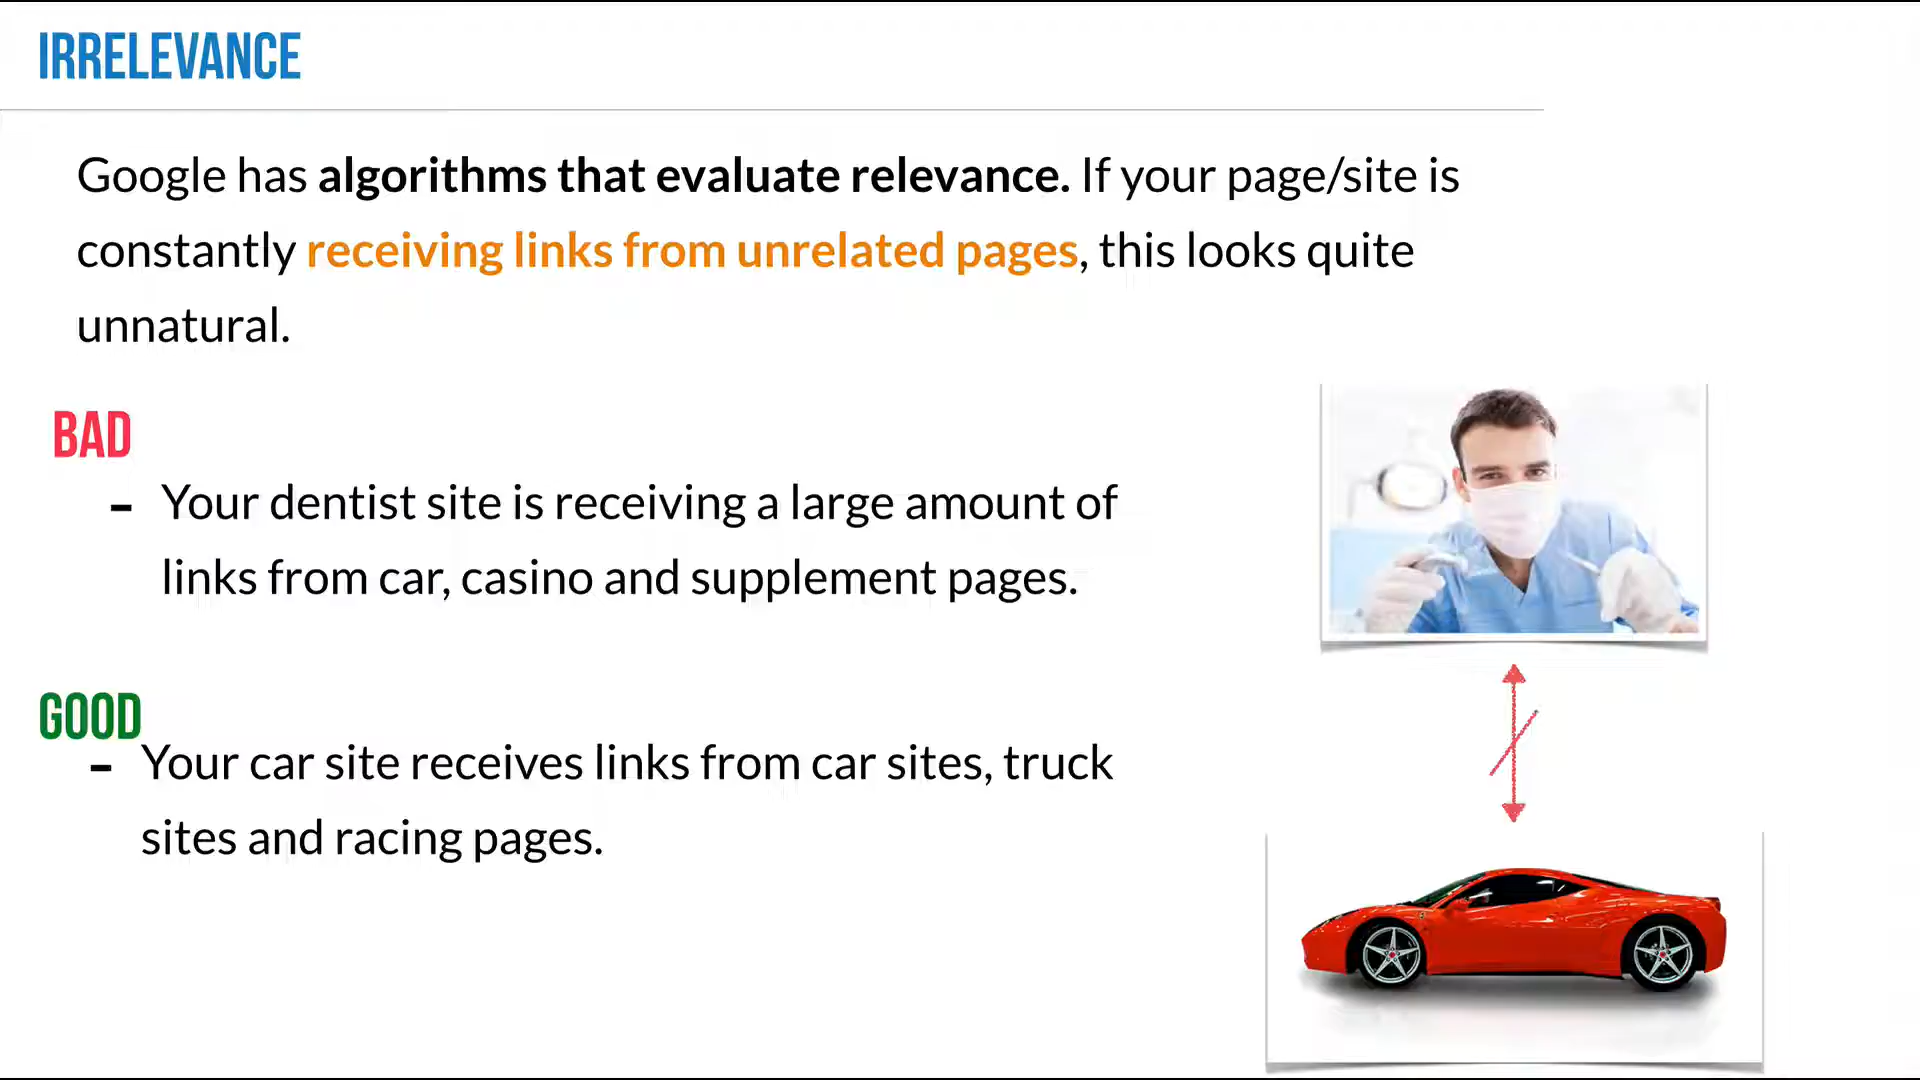 IRRELEVANCE
Google has algorithms that evaluate relevance. If your page/site is
constantly receiving links from unrelated pages, this looks quite
unnatural.
BAD
- Your dentist site is receiving a large amount of
links from car, casino and supplement pages.
GOOD
- Your car site receives links from car sites, truck
sites and racing pages.